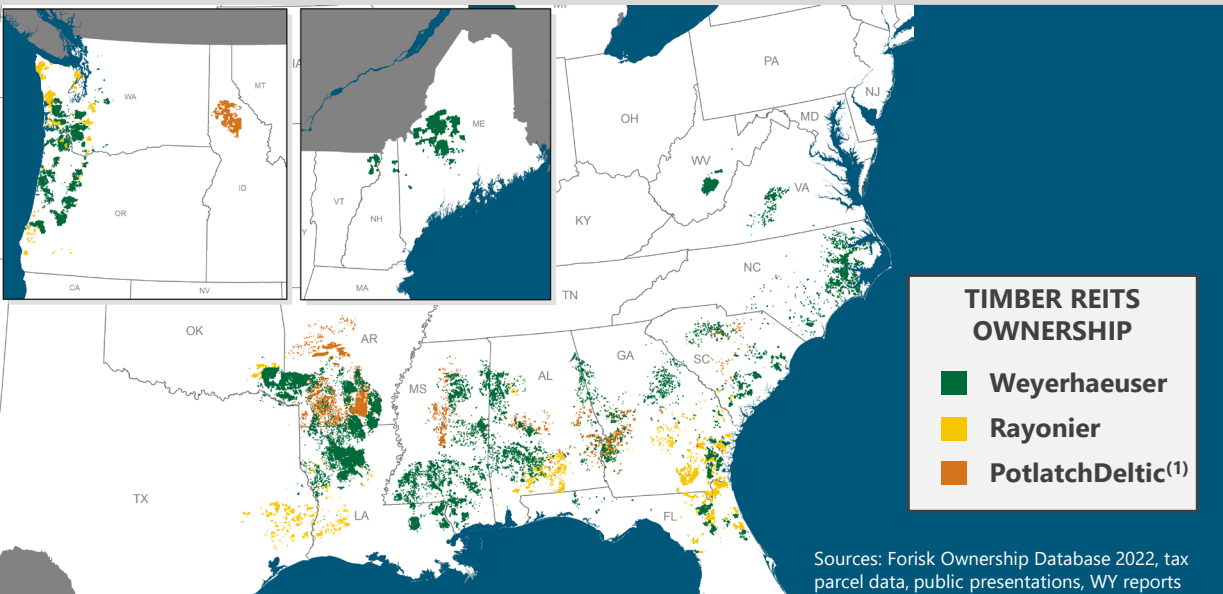 MI
IA
WA
MT
OR
ID
CA
NV
ME
VT
NH
Y
MA
PA
NJ
OH
MD
WV
VA
KY
NC
TN
OK
AR
MS
AL
GA
SC
TX
LA
FL
TIMBER REITS
OWNERSHIP
Weyerhaeuser
Rayonier
PotlatchDeltic(1)
Sources: Forisk Ownership Database 2022, tax
parcel data, public presentations, WY reports